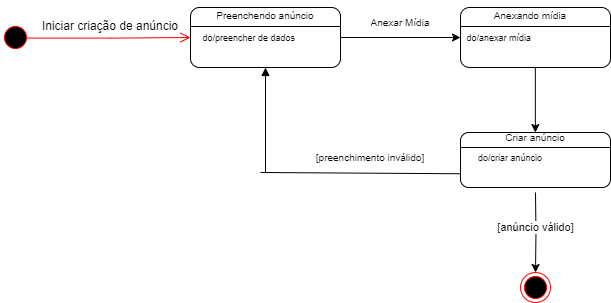 Iniciar criação de anúncio
Preenchendo anúncio
do/preencher de dados
Anexar Mídia
Anexando mídia
do/anexar mídia
Criar anúncio
do/criar anúncio
[preenchimento inválido]
[anúncio válido]